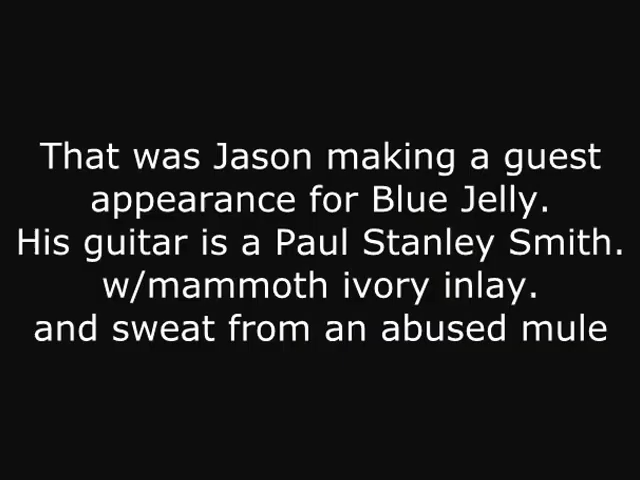 That was Jason making a guest
appearance for Blue Jelly.
His guitar is a Paul Stanley Smith.
w/mammoth ivory inlay.
and sweat from an abused mule